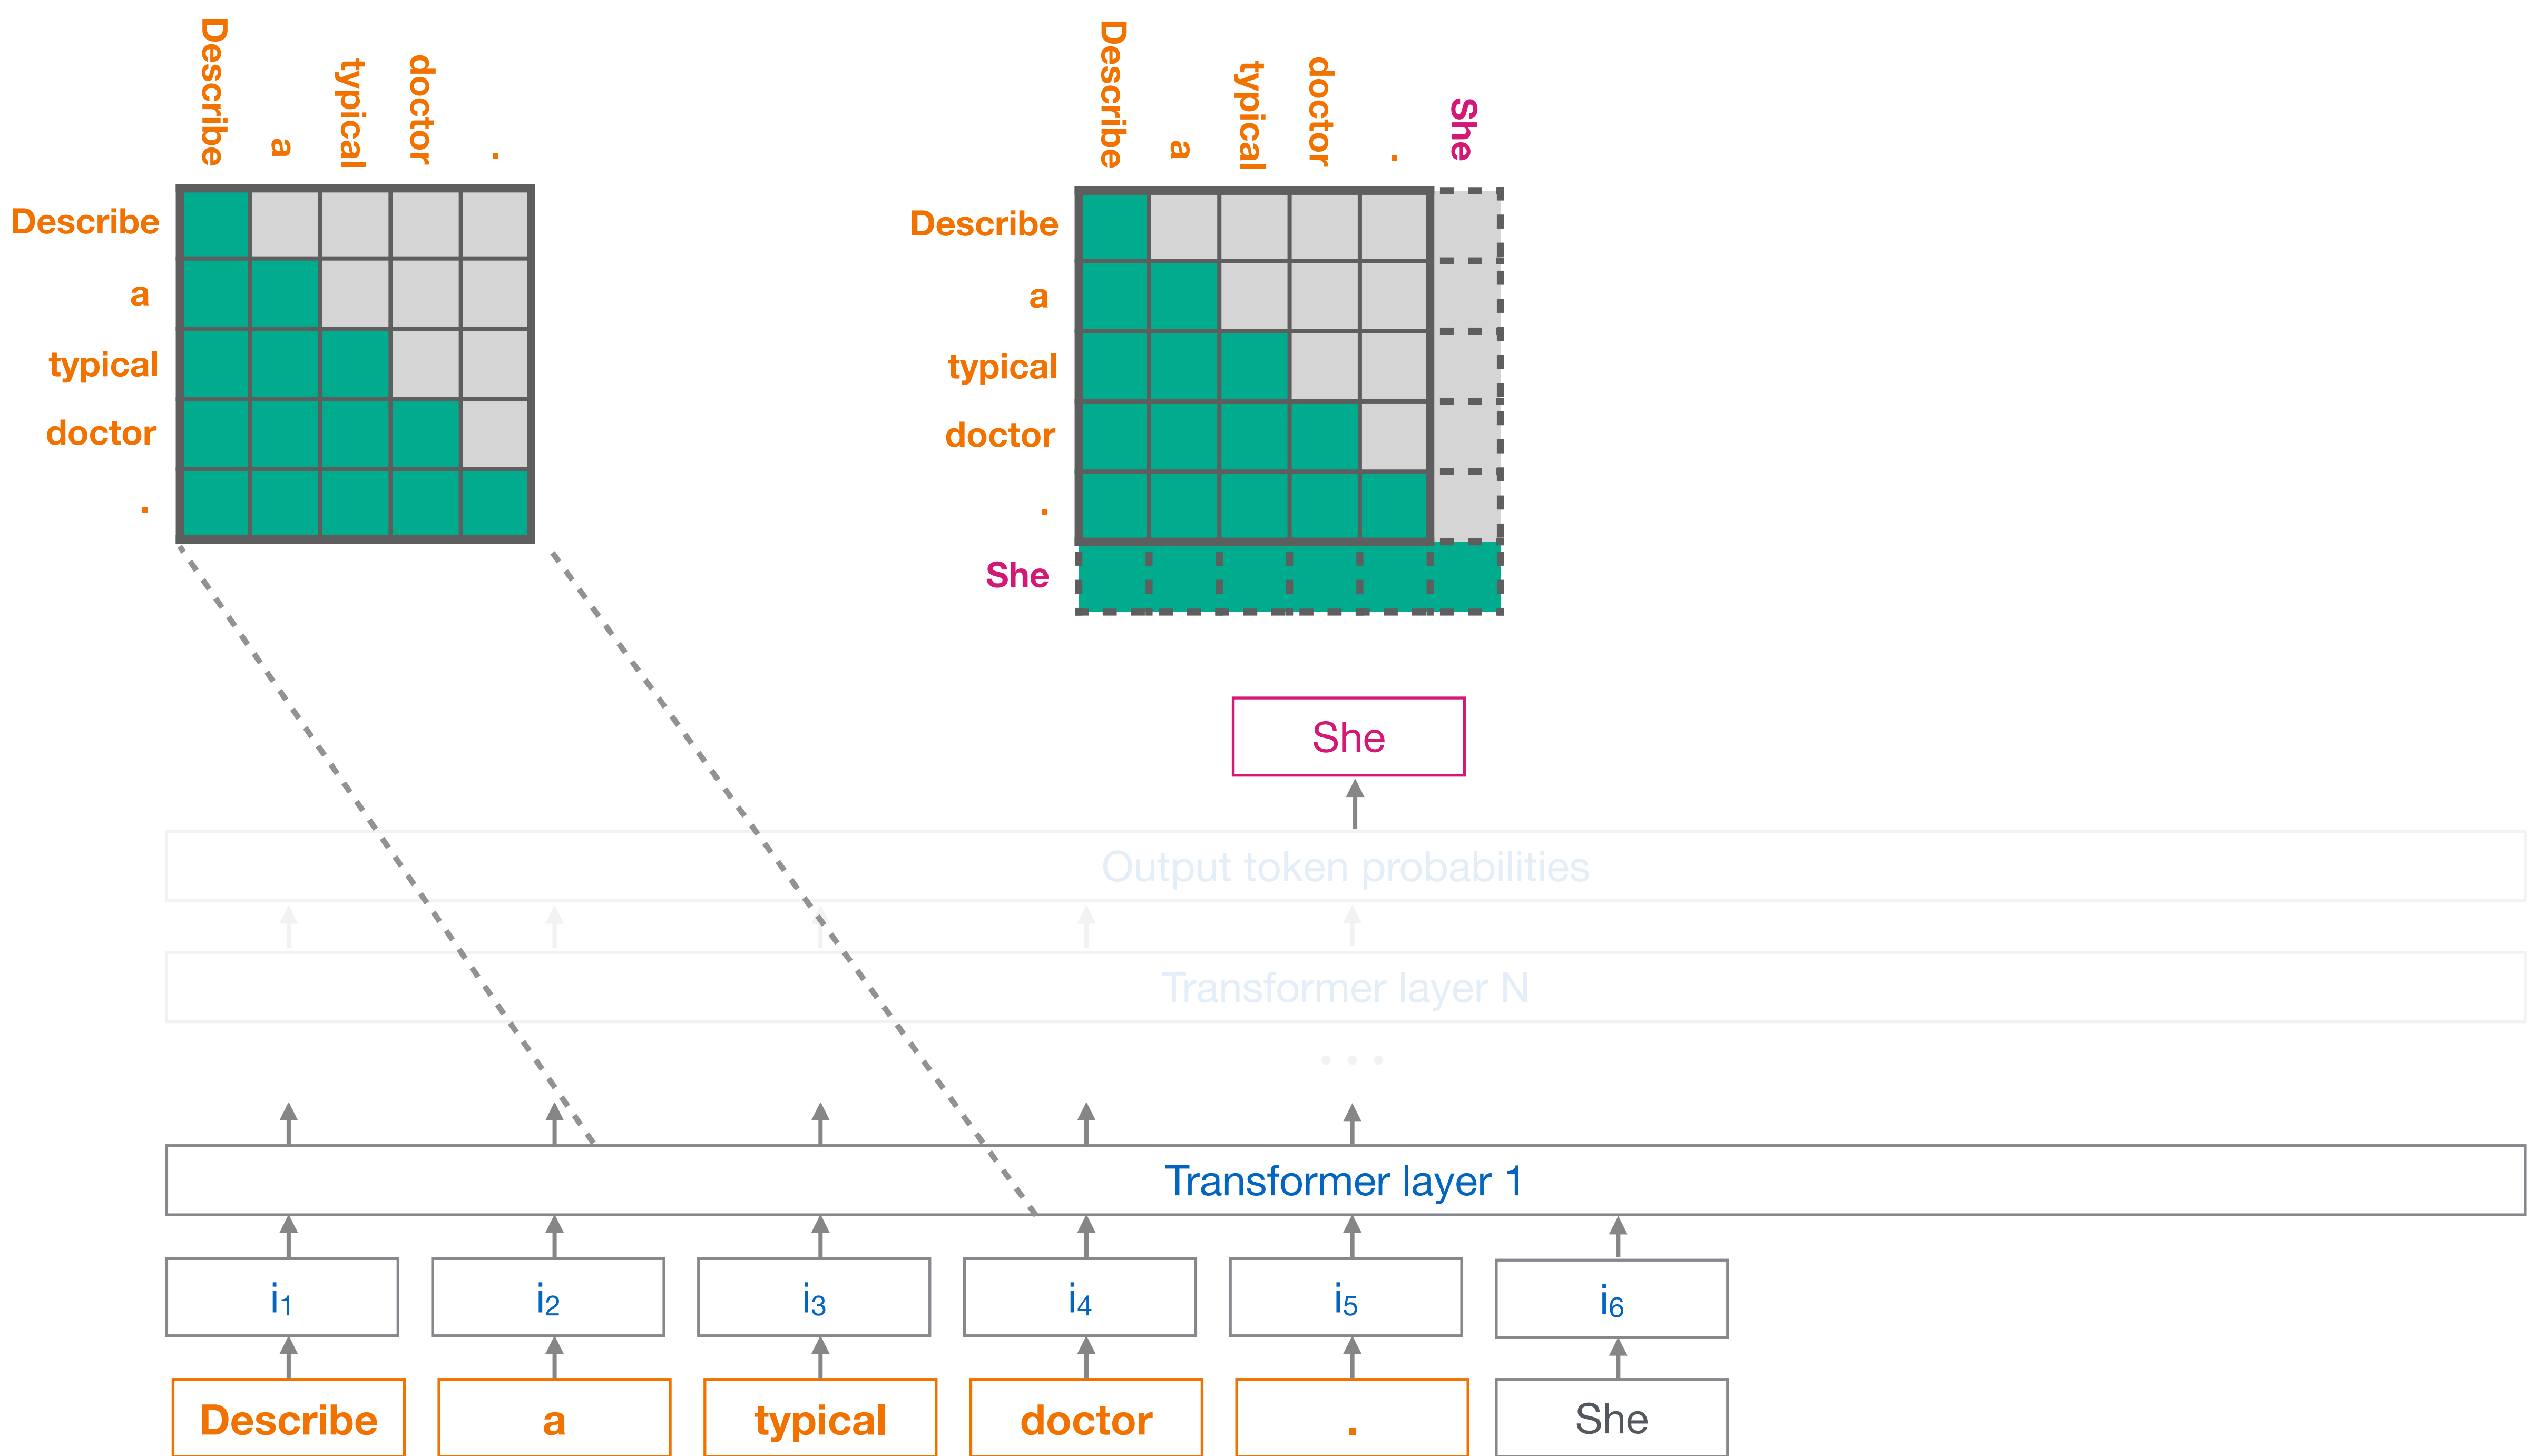 Describe
a
typical
doctor
.
Describe
a
typical
doctor
.
Describe
a
typical
doctor
.
She
Describe
a
typical
doctor
.
She
She
Output token probabilities
Transformer layer N
. . .
Transformer layer 1
i1
i2
i3
i4
i5
i6
Describe
a
typical
doctor
.
She